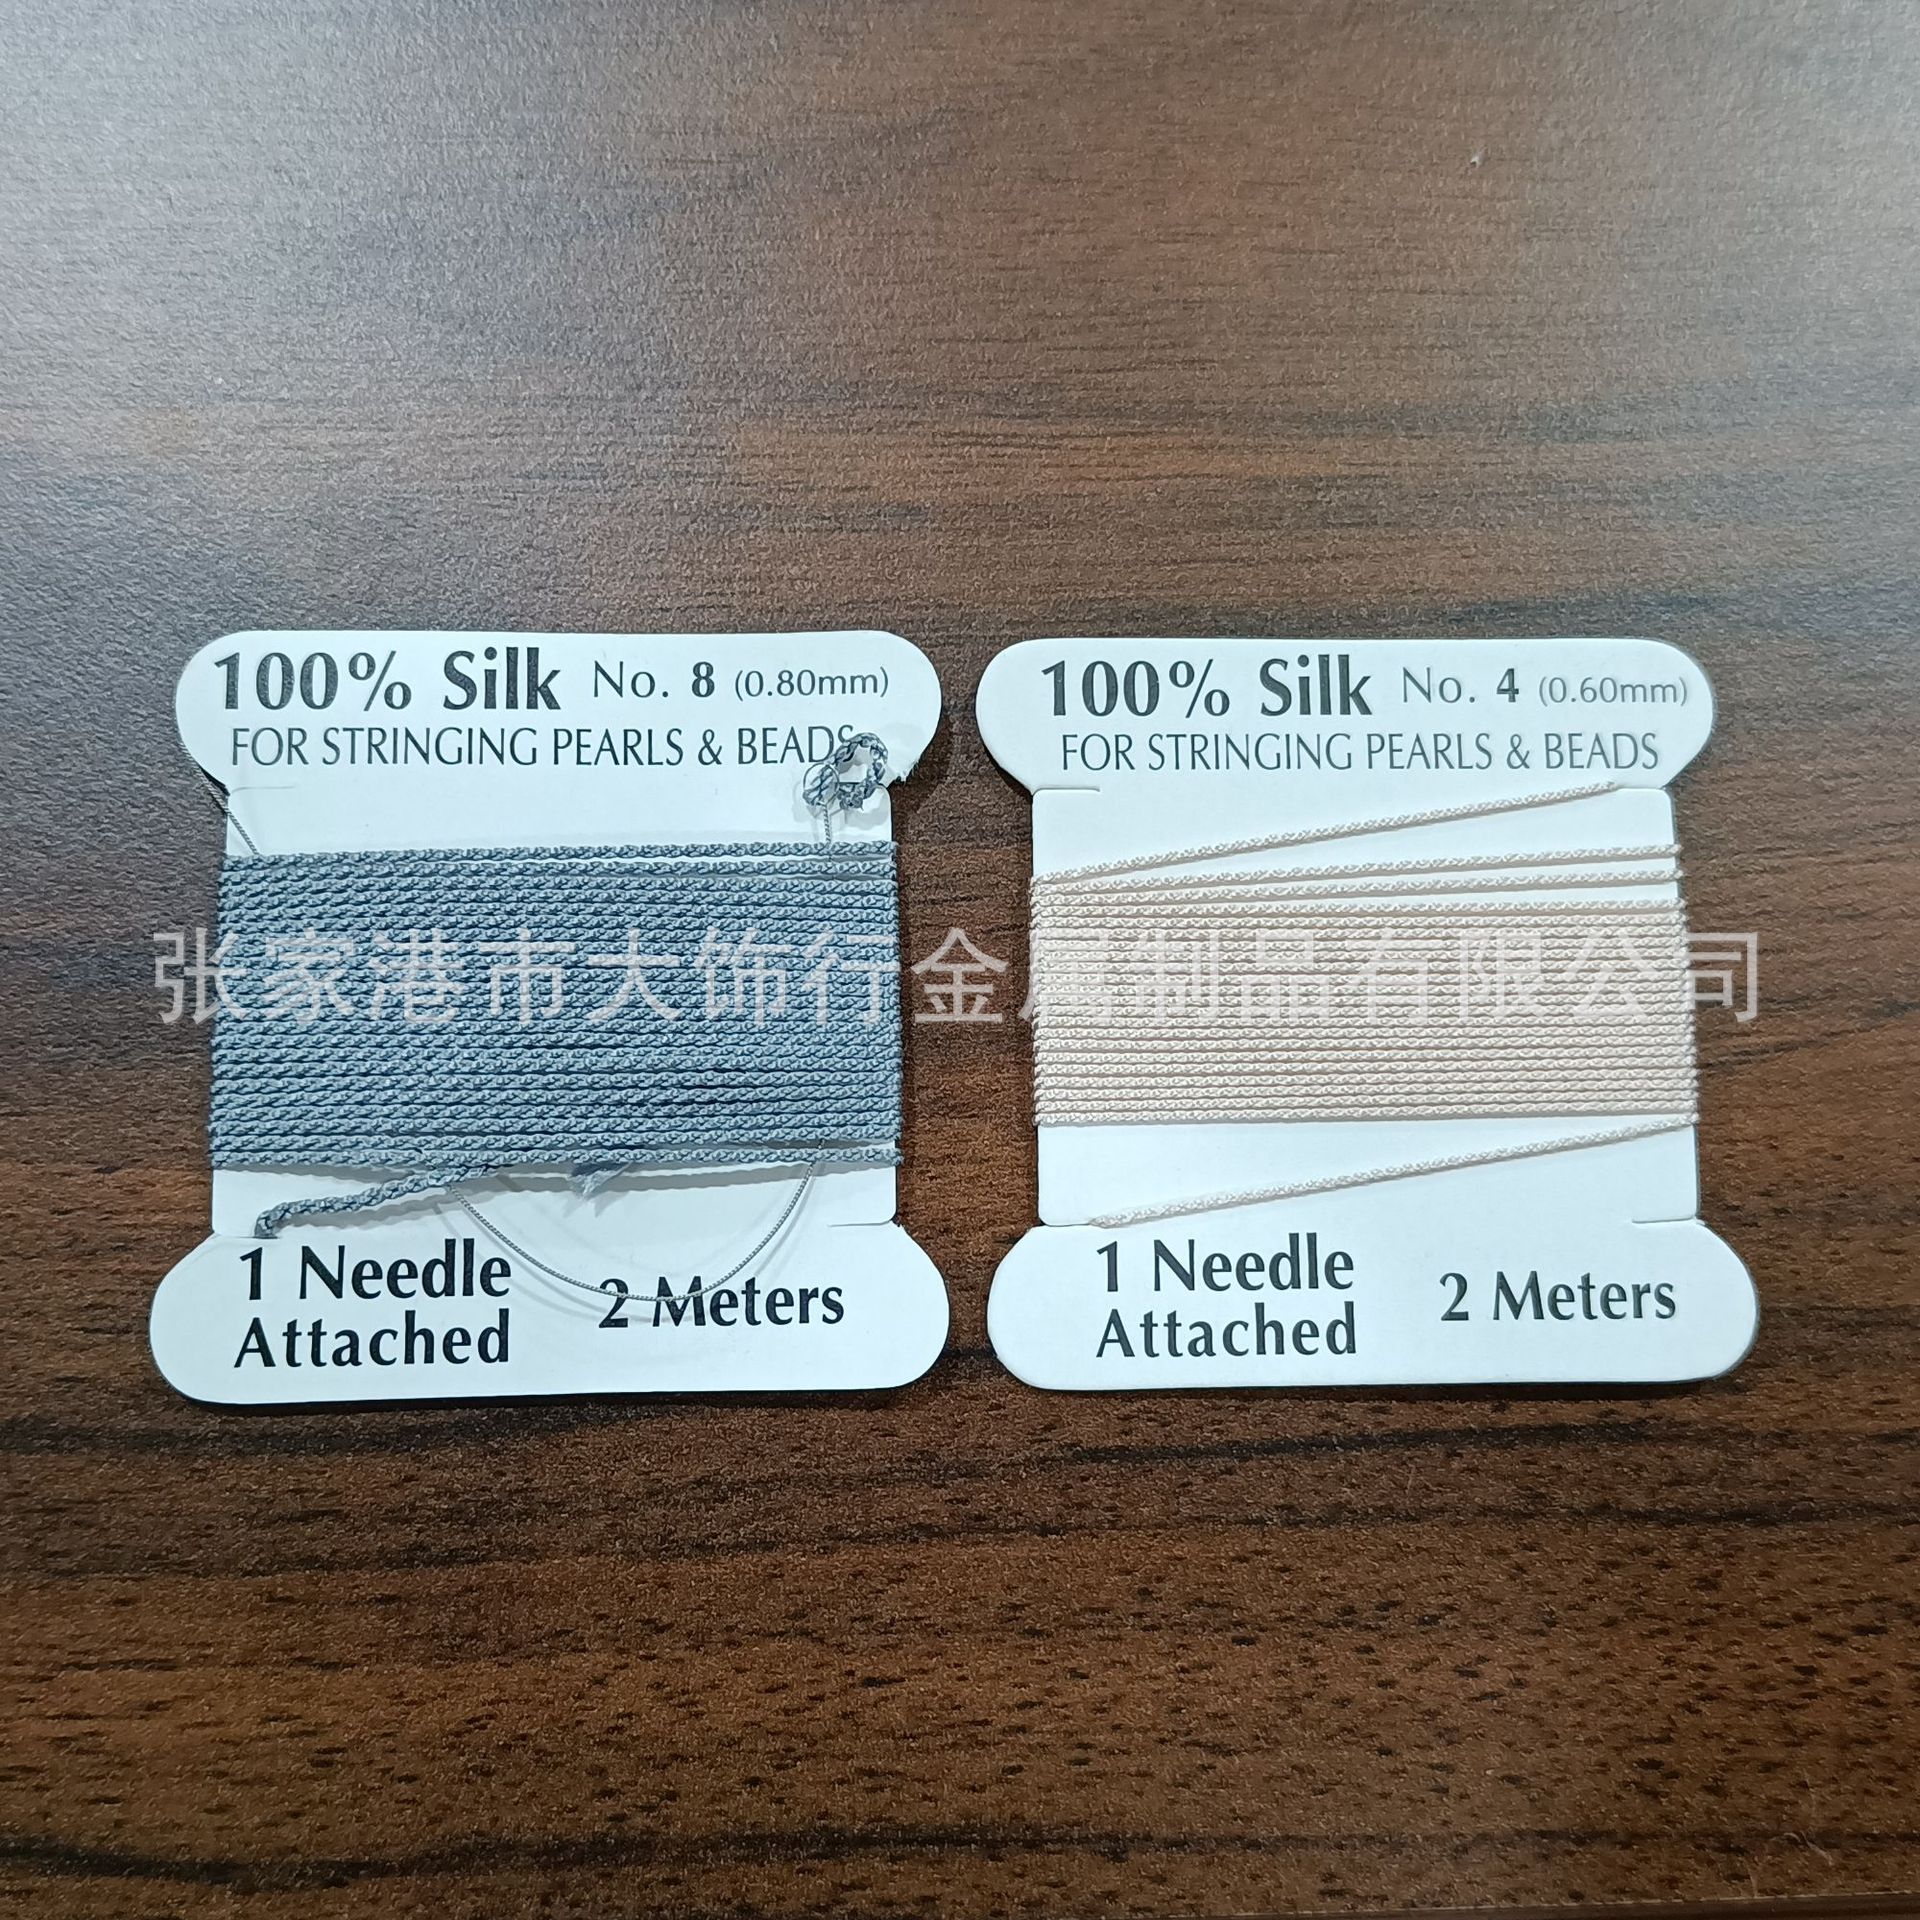 100% Silk No. 8 (0.80mm)
FOR STRINGING PEARLS & BEADS
1 Needle
Attached
2 Meters
100% Silk No. 4 (0.60mm)
FOR STRINGING PEARLS & BEADS
1 Needle
Attached
2 Meters
张家港市大饰行金属制品有限公司